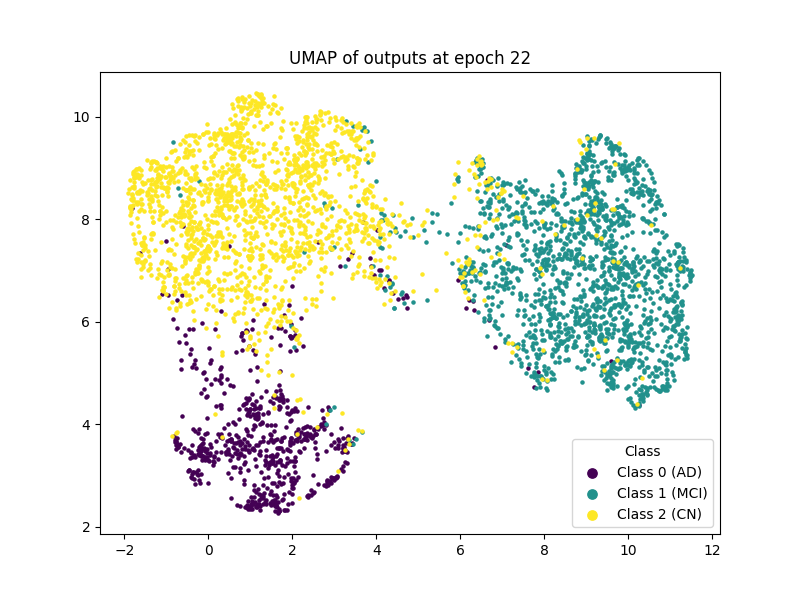 UMAP of outputs at epoch 22
10
8
6
4
2
−2
0
2
4
6
8
10
12
Class
Class 0 (AD)
Class 1 (MCI)
Class 2 (CN)